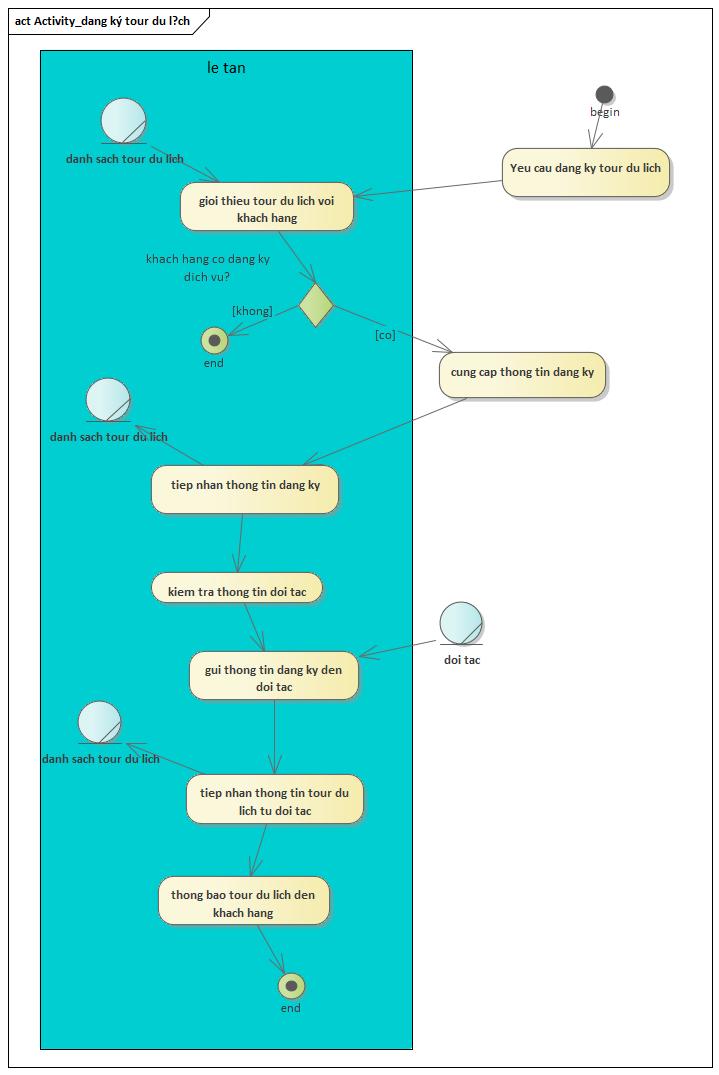 act Activity_dang ký tour du l?ch
le tan
begin
danh sach tour du lich
Yeu cau dang ky tour du lich
gioi thieu tour du lich voi
khach hang
khach hang co dang ky
dich vu?
[khong]
[co]
end
cung cap thong tin dang ky
danh sach tour du lich
tiep nhan thong tin dang ky
kiem tra thong tin doi tac
doi tac
gui thong tin dang ky den
doi tac
danh sach tour du lich
tiep nhan thong tin tour du
lich tu doi tac
thong bao tour du lich den
khach hang
end